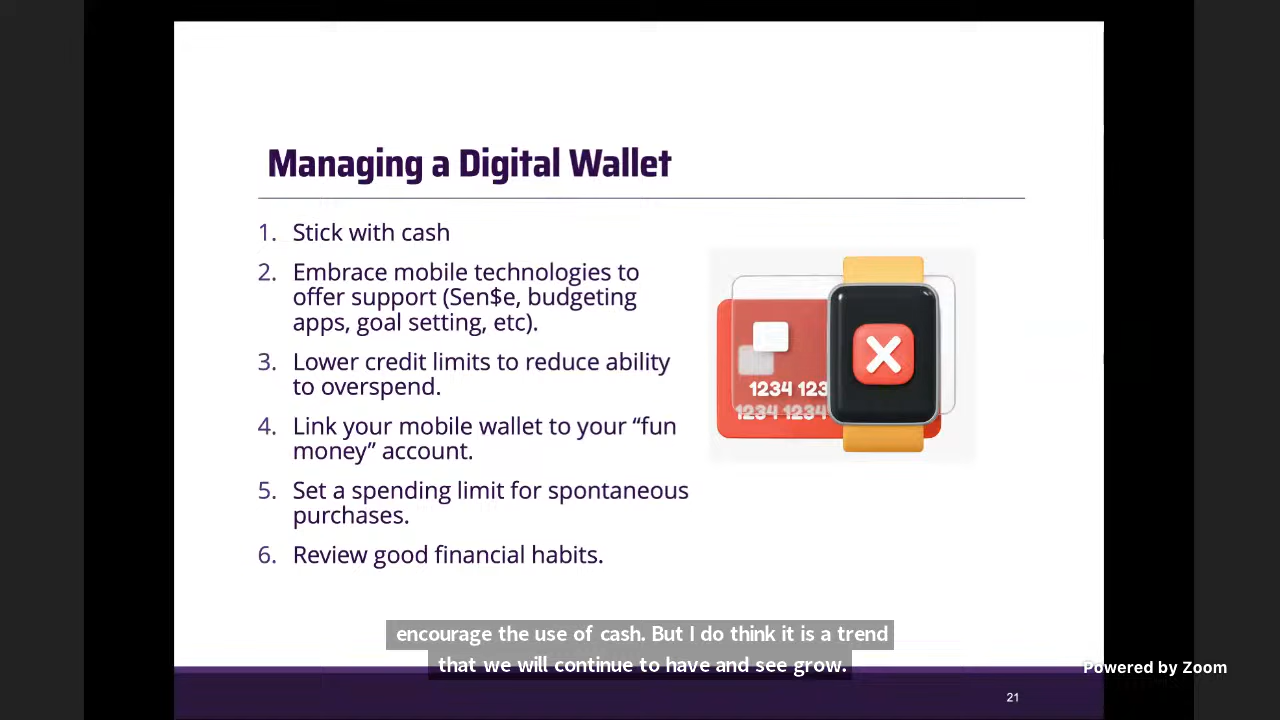 Managing a Digital Wallet
1. Stick with cash
2. Embrace mobile technologies to
offer support (Sen$e, budgeting
apps, goal setting, etc).
3. Lower credit limits to reduce ability
to overspend.
4. Link your mobile wallet to your “fun
money” account.
5. Set a spending limit for spontaneous
purchases.
6. Review good financial habits.
1234 123
1234 1234
encourage the use of cash. But I do think it is a trend
that we will continue to have and see grow.
Powered by Zoom
21